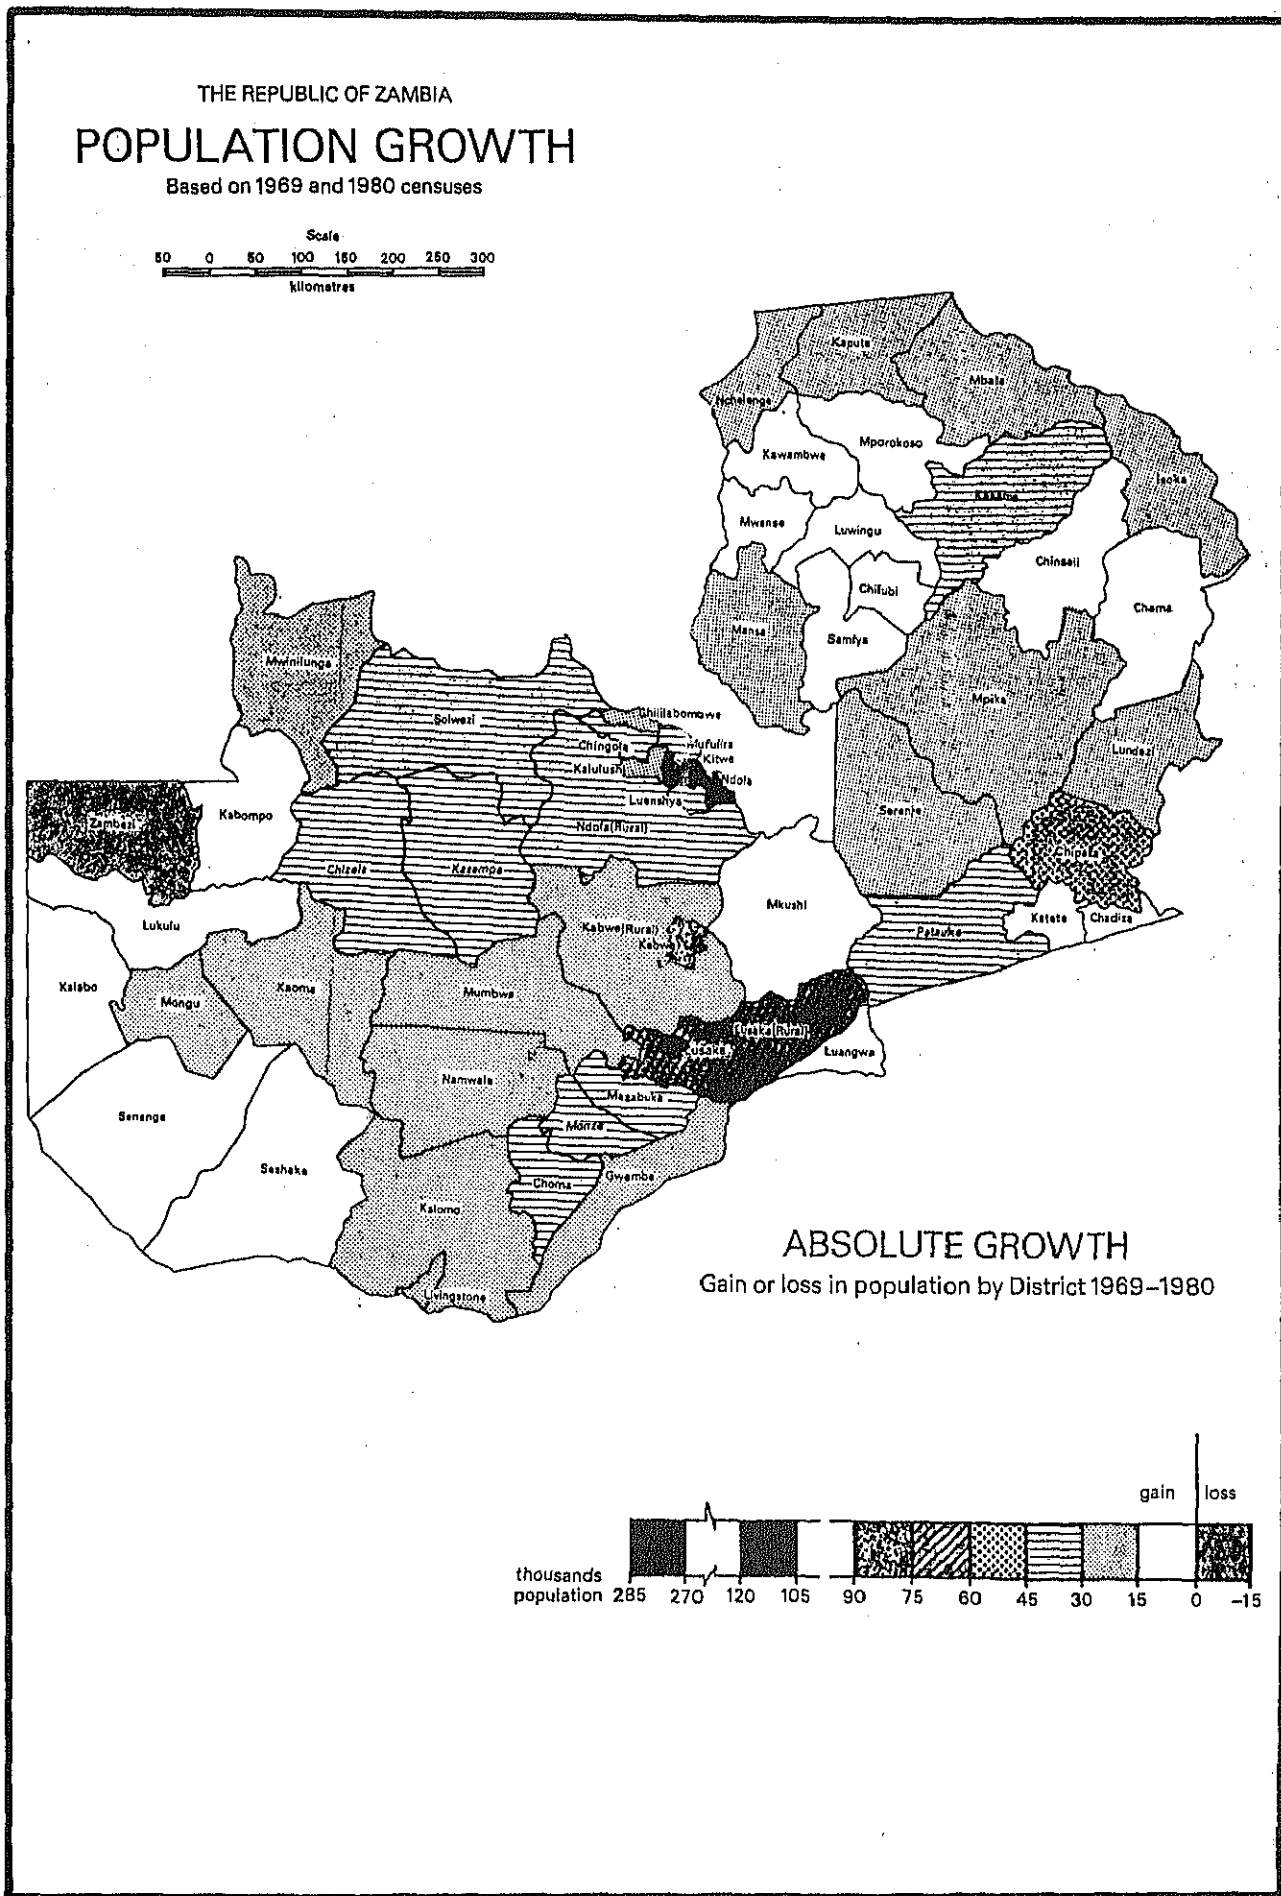 THE REPUBLIC OF ZAMBIA
POPULATION GROWTH
Based on 1969 and 1980 censuses
Scale
50 0 50 100 150 200 250 300
kilometres
Kaputa
Mbala
Nchelenge
Mporokoso
Kawambwa
Isoka
Kasama
Mwense
Luwingu
Chinsali
Chilubi
Chama
Mansa
Samfya
Mwinilunga
Mpika
Solwezi
Chililabombwe
Chingola
Mufulira
Kitwe
Lundazi
Kalulushi
Ndola
Luanshya
Zambezi
Kabompo
Ndola(Rural)
Serenje
Chipata
Chizela
Kasempa
Mkushi
Katete
Chadiza
Lukulu
Kabwe(Rural)
Kabwe
Petauke
Kalabo
Mongu
Kaoma
Mumbwa
Lusaka(Rural)
Lusaka
Luangwa
Namwala
Mazabuka
Senanga
Monze
Sesheke
Choma
Gwembe
Kalomo
Livingstone
ABSOLUTE GROWTH
Gain or loss in population by District 1969–1980
gain loss
thousands
population 285 270 120 105 90 75 60 45 30 15 0 –15